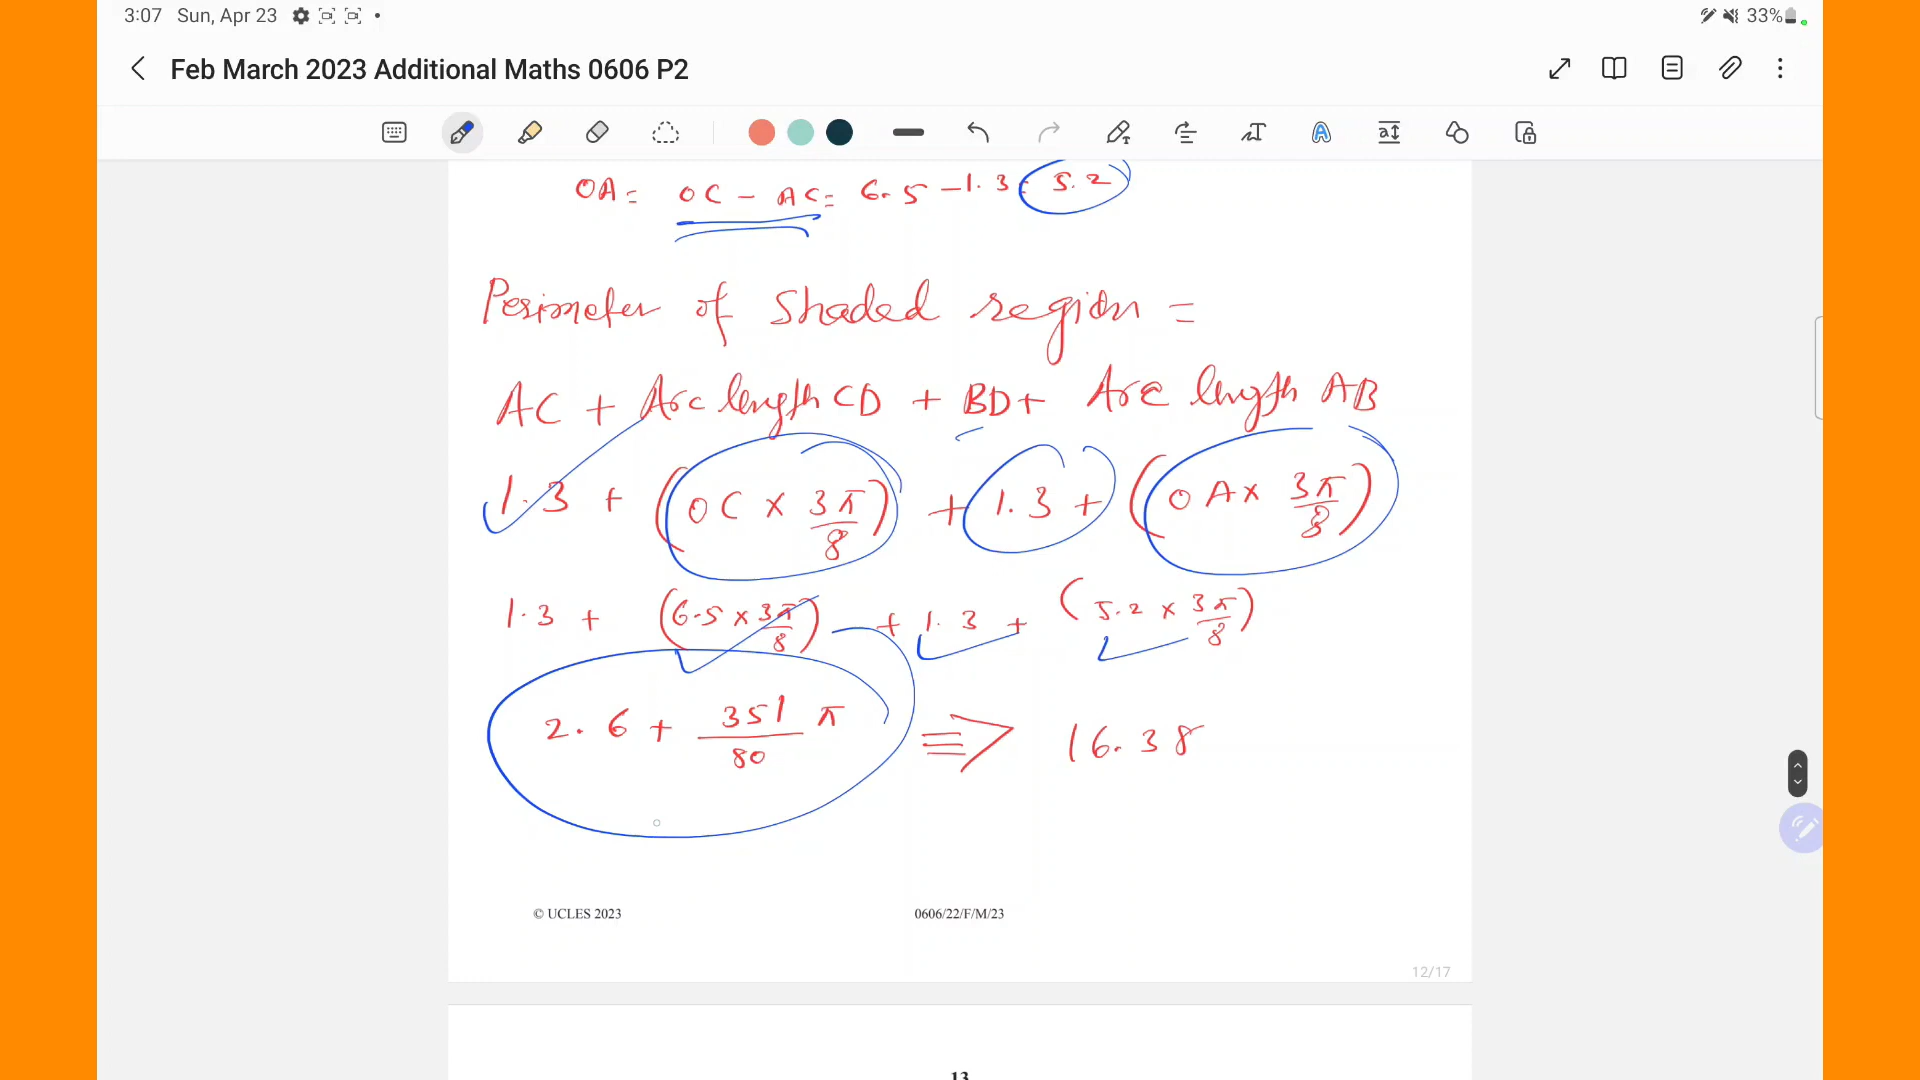 3:07 Sun, Apr 23
33%
Feb March 2023 Additional Maths 0606 P2
OA = OC - AC = 6.5 - 1.3 = 5.2
Perimeter of shaded region =
AC + Arc length CD + BD + Arc length AB
1.3 + (OC × 3π/8) + 1.3 + (OA × 3π/8)
1.3 + (6.5 × 3π/8) + 1.3 + (5.2 × 3π/8)
2.6 + 351/80 π ⇒ 16.38
© UCLES 2023
0606/22/F/M/23
12/17
13